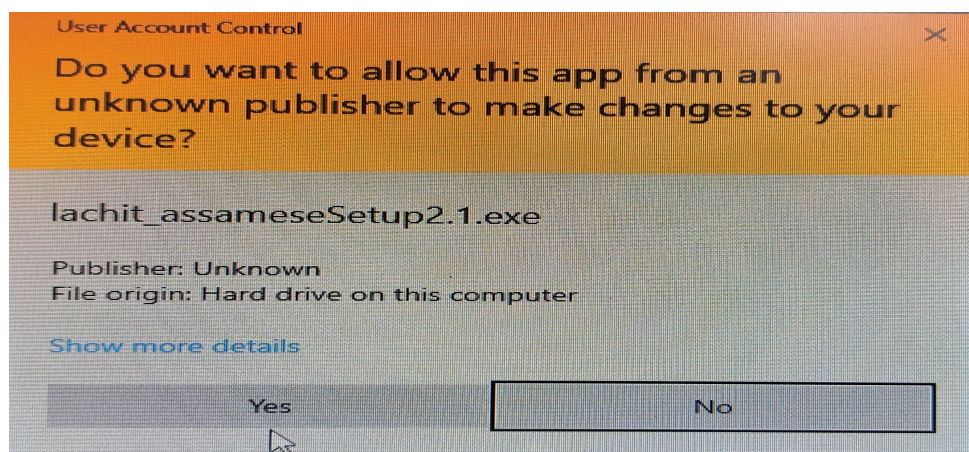 User Account Control
Do you want to allow this app from an
unknown publisher to make changes to your
device?
lachit_assameseSetup2.1.exe
Publisher: Unknown
File origin: Hard drive on this computer
Show more details
Yes
No